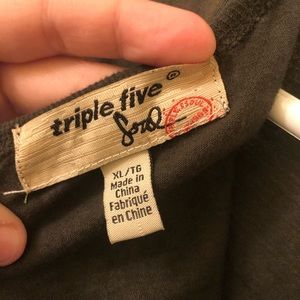 triple five ®
Soul
XL/TG
Made in
China
Fabriqué
en Chine